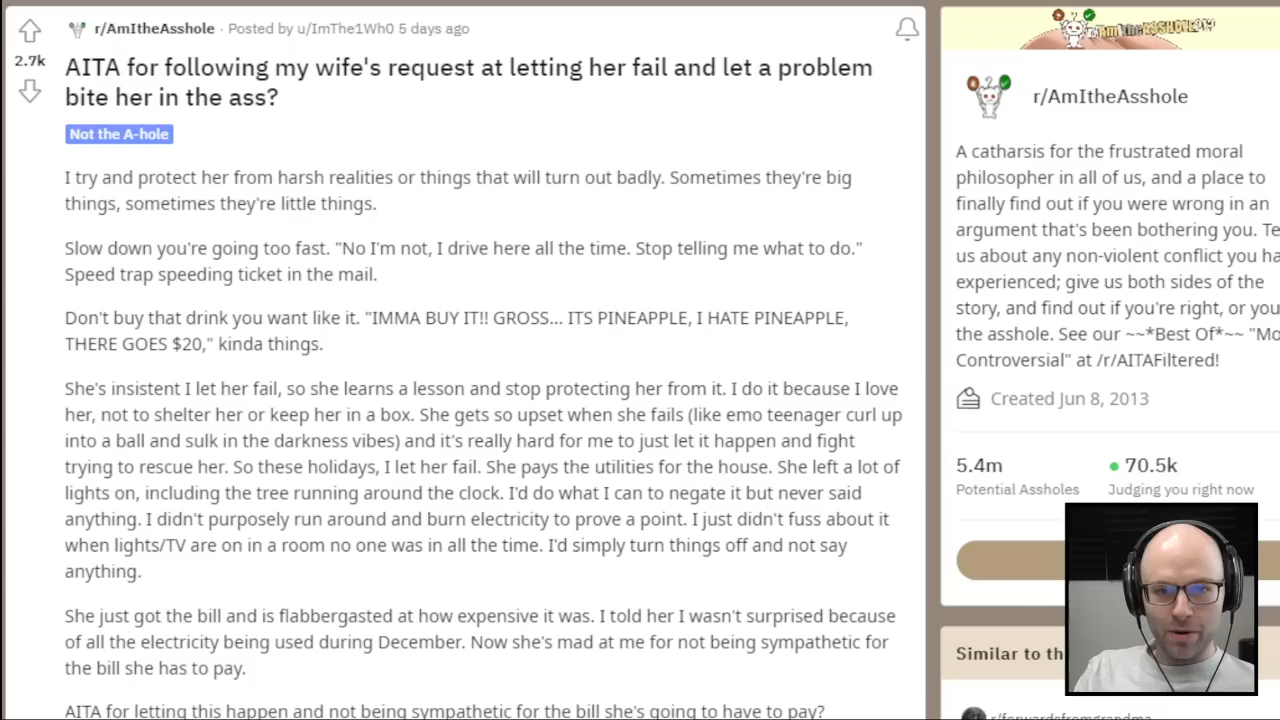 r/AmItheAsshole · Posted by u/ImThe1Wh0 5 days ago
2.7k
AITA for following my wife's request at letting her fail and let a problem
bite her in the ass?
Not the A-hole
I try and protect her from harsh realities or things that will turn out badly. Sometimes they're big
things, sometimes they're little things.
Slow down you're going too fast. "No I'm not, I drive here all the time. Stop telling me what to do."
Speed trap speeding ticket in the mail.
Don't buy that drink you want like it. "IMMA BUY IT!! GROSS... ITS PINEAPPLE, I HATE PINEAPPLE,
THERE GOES $20," kinda things.
She's insistent I let her fail, so she learns a lesson and stop protecting her from it. I do it because I love
her, not to shelter her or keep her in a box. She gets so upset when she fails (like emo teenager curl up
into a ball and sulk in the darkness vibes) and it's really hard for me to just let it happen and fight
trying to rescue her. So these holidays, I let her fail. She pays the utilities for the house. She left a lot of
lights on, including the tree running around the clock. I'd do what I can to negate it but never said
anything. I didn't purposely run around and burn electricity to prove a point. I just didn't fuss about it
when lights/TV are on in a room no one was in all the time. I'd simply turn things off and not say
anything.
She just got the bill and is flabbergasted at how expensive it was. I told her I wasn't surprised because
of all the electricity being used during December. Now she's mad at me for not being sympathetic for
the bill she has to pay.
AITA for letting this happen and not being sympathetic for the bill she's going to have to pay?
r/AmItheAsshole
A catharsis for the frustrated moral
philosopher in all of us, and a place to
finally find out if you were wrong in an
argument that's been bothering you. Te
us about any non-violent conflict you ha
experienced; give us both sides of the
story, and find out if you're right, or you
the asshole. See our ~~*Best Of*~~ "Mo
Controversial" at /r/AITAFiltered!
Created Jun 8, 2013
5.4m
70.5k
Potential Assholes
Judging you right now
Similar to th
r/forwardsfromgrandma